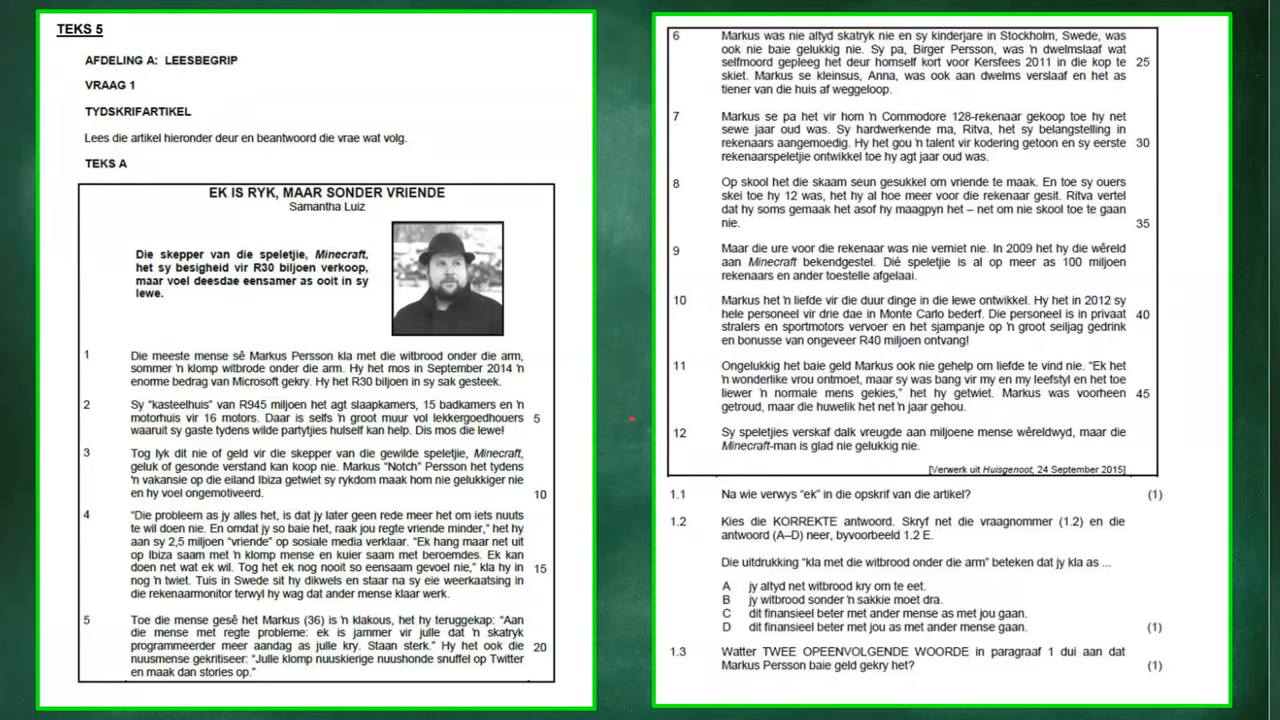 TEKS 5
AFDELING A: LEESBEGRIP
VRAAG 1
TYDSKRIFARTIKEL
Lees die artikel hieronder deur en beantwoord die vrae wat volg.
TEKS A
EK IS RYK, MAAR SONDER VRIENDE
Samantha Luiz
Die skepper van die speletjie, Minecraft,
het sy besigheid vir R30 biljoen verkoop,
maar voel deesdae eensamer as ooit in sy
lewe.
1 Die meeste mense sê Markus Persson kla met die witbrood onder die arm,
sommer 'n klomp witbrode onder die arm. Hy het mos in September 2014 'n
enorme bedrag van Microsoft gekry. Hy het R30 biljoen in sy sak gesteek.
2 Sy "kasteelhuis" van R945 miljoen het agt slaapkamers, 15 badkamers en 'n
motorhuis vir 16 motors. Daar is selfs 'n groot muur vol lekkergoedhouers 5
waaruit sy gaste tydens wilde partytjies hulself kan help. Dis mos die lewe!
3 Tog lyk dit nie of geld vir die skepper van die gewilde speletjie, Minecraft,
geluk of gesonde verstand kan koop nie. Markus "Notch" Persson het tydens
'n vakansie op die eiland Ibiza getwiet sy rykdom maak hom nie gelukkiger nie
en hy voel ongemotiveerd. 10
4 "Die probleem as jy alles het, is dat jy later geen rede meer het om iets nuuts
te wil doen nie. En omdat jy so baie het, raak jou regte vriende minder," het hy
aan sy 2,5 miljoen "vriende" op sosiale media verklaar. "Ek hang maar net uit
op Ibiza saam met 'n klomp mense en kuier saam met beroemdes. Ek kan
doen net wat ek wil. Tog het ek nog nooit so eensaam gevoel nie," kla hy in 15
nog 'n twiet. Tuis in Swede sit hy dikwels en staar na sy eie weerkaatsing in
die rekenaarmonitor terwyl hy wag dat ander mense klaar werk.
5 Toe die mense gesê het Markus (36) is 'n klakous, het hy teruggekap: "Aan
die mense met regte probleme: ek is jammer vir julle dat 'n skatryk
programmeerder meer aandag as julle kry. Staan sterk." Hy het ook die 20
nuusmense gekritiseer: "Julle klomp nuuskierige nuushonde snuffel op Twitter
en maak dan stories op."
6 Markus was nie altyd skatryk nie en sy kinderjare in Stockholm, Swede, was
ook nie baie gelukkig nie. Sy pa, Birger Persson, was 'n dwelmslaaf wat
selfmoord gepleeg het deur homself kort voor Kersfees 2011 in die kop te 25
skiet. Markus se kleinsus, Anna, was ook aan dwelms verslaaf en het as
tiener van die huis af weggeloop.
7 Markus se pa het vir hom 'n Commodore 128-rekenaar gekoop toe hy net
sewe jaar oud was. Sy hardwerkende ma, Ritva, het sy belangstelling in
rekenaars aangemoedig. Hy het gou 'n talent vir kodering getoon en sy eerste 30
rekenaarspeletjie ontwikkel toe hy agt jaar oud was.
8 Op skool het die skaam seun gesukkel om vriende te maak. En toe sy ouers
skei toe hy 12 was, het hy al hoe meer voor die rekenaar gesit. Ritva vertel
dat hy soms gemaak het asof hy maagpyn het – net om nie skool toe te gaan
nie. 35
9 Maar die ure voor die rekenaar was nie verniet nie. In 2009 het hy die wêreld
aan Minecraft bekendgestel. Dié speletjie is al op meer as 100 miljoen
rekenaars en ander toestelle afgelaai.
10 Markus het 'n liefde vir die duur dinge in die lewe ontwikkel. Hy het in 2012 sy
hele personeel vir drie dae in Monte Carlo bederf. Die personeel is in privaat 40
stralers en sportmotors vervoer en het sjampanje op 'n groot seiljag gedrink
en bonusse van ongeveer R40 miljoen ontvang!
11 Ongelukkig het baie geld Markus ook nie gehelp om liefde te vind nie. "Ek het
'n wonderlike vrou ontmoet, maar sy was bang vir my en my leefstyl en het toe
liewer 'n normale mens gekies," het hy getwiet. Markus was voorheen 45
getroud, maar die huwelik het net 'n jaar gehou.
12 Sy speletjies verskaf dalk vreugde aan miljoene mense wêreldwyd, maar die
Minecraft-man is glad nie gelukkig nie.
[Verwerk uit Huisgenoot, 24 September 2015]
1.1 Na wie verwys "ek" in die opskrif van die artikel? (1)
1.2 Kies die KORREKTE antwoord. Skryf net die vraagnommer (1.2) en die
antwoord (A–D) neer, byvoorbeeld 1.2 E.
Die uitdrukking "kla met die witbrood onder die arm" beteken dat jy kla as ...
A jy altyd net witbrood kry om te eet.
B jy witbrood sonder 'n sakkie moet dra.
C dit finansieel beter met ander mense as met jou gaan.
D dit finansieel beter met jou as met ander mense gaan. (1)
1.3 Watter TWEE OPEENVOLGENDE WOORDE in paragraaf 1 dui aan dat
Markus Persson baie geld gekry het? (1)